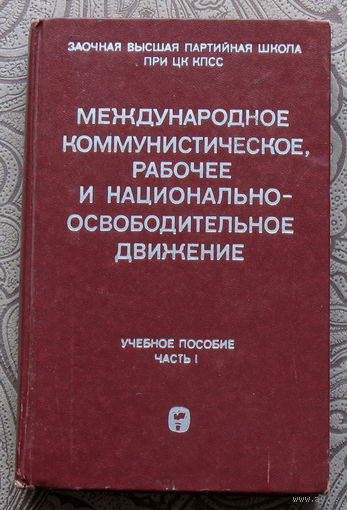 ЗАОЧНАЯ ВЫСШАЯ ПАРТИЙНАЯ ШКОЛА
ПРИ ЦК КПСС
МЕЖДУНАРОДНОЕ
КОММУНИСТИЧЕСКОЕ,
РАБОЧЕЕ
И НАЦИОНАЛЬНО-
ОСВОБОДИТЕЛЬНОЕ
ДВИЖЕНИЕ
УЧЕБНОЕ ПОСОБИЕ
ЧАСТЬ I